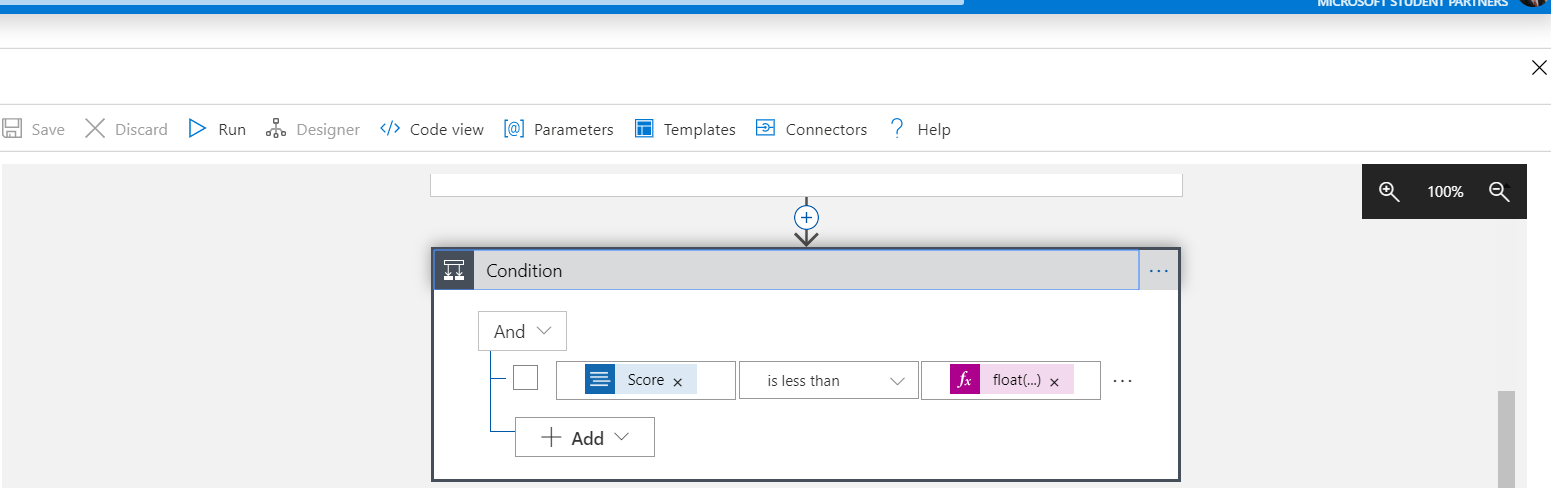 MICROSOFT STUDENT PARTNERS
Save Discard Run Designer Code view Parameters Templates Connectors Help
100%
Condition
And
Score is less than fx float(...)
Add